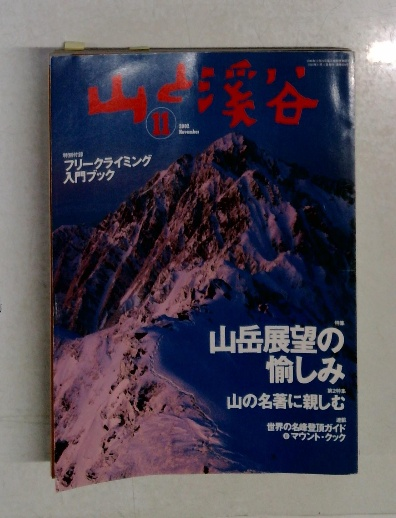 山と溪谷
11
November
特別付録
フリークライミング
入門ブック
特集
山岳展望の
愉しみ
第2特集
山の名著に親しむ
連載
世界の名峰登頂ガイド
マウント・クック